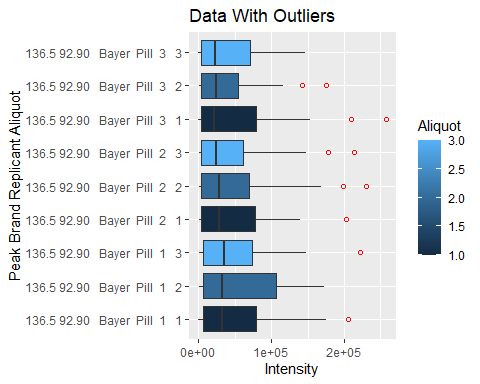 Data With Outliers
136.5 92.90 Bayer Pill 3 3
136.5 92.90 Bayer Pill 3 2
136.5 92.90 Bayer Pill 3 1
136.5 92.90 Bayer Pill 2 3
136.5 92.90 Bayer Pill 2 2
136.5 92.90 Bayer Pill 2 1
136.5 92.90 Bayer Pill 1 3
136.5 92.90 Bayer Pill 1 2
136.5 92.90 Bayer Pill 1 1
Peak Brand Replicant Aliquot
0e+00 1e+05 2e+05
Intensity
Aliquot
3.0
2.5
2.0
1.5
1.0